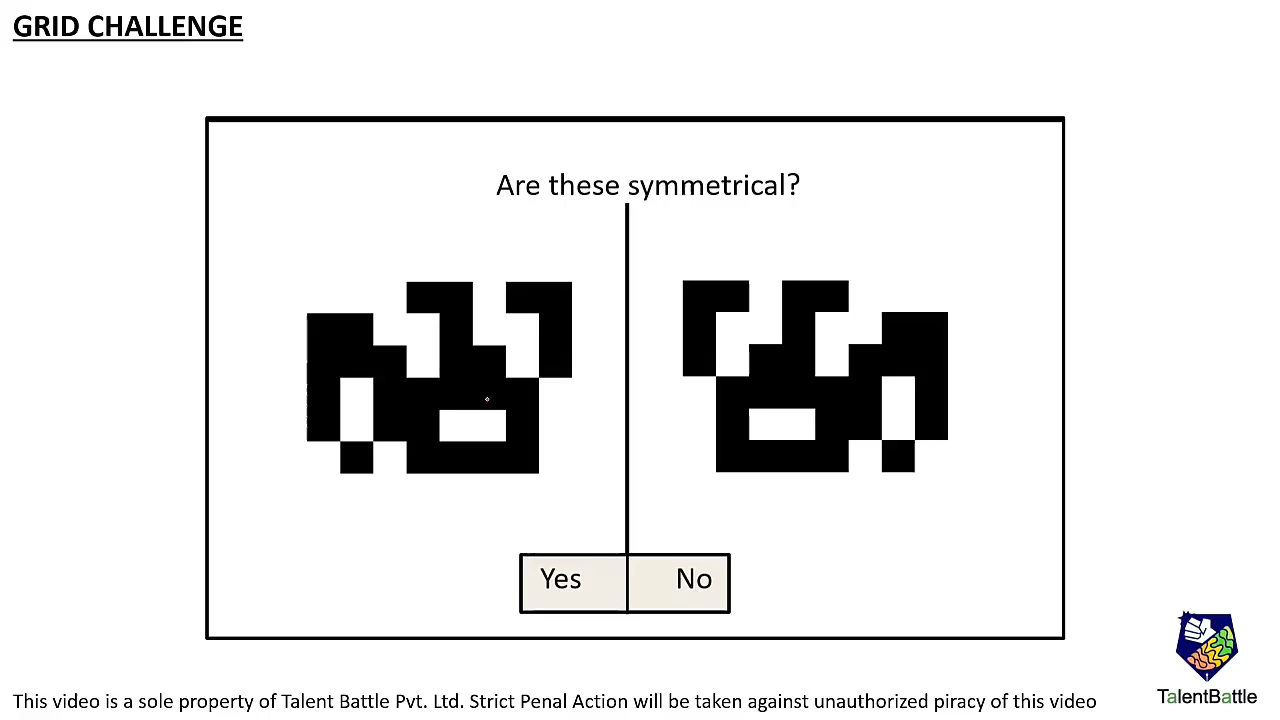 GRID CHALLENGE
Are these symmetrical?
Yes
No
TalentBattle
This video is a sole property of Talent Battle Pvt. Ltd. Strict Penal Action will be taken against unauthorized piracy of this video